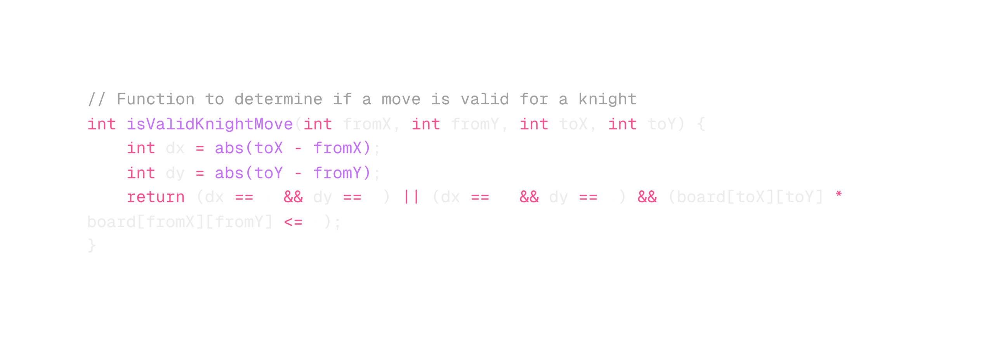 // Function to determine if a move is valid for a knight
int isValidKnightMove(int fromX, int fromY, int toX, int toY) {
    int dx = abs(toX - fromX);
    int dy = abs(toY - fromY);
    return (dx ==   && dy ==  ) || (dx ==   && dy ==  ) && (board[toX][toY] *
board[fromX][fromY] <=  );
}